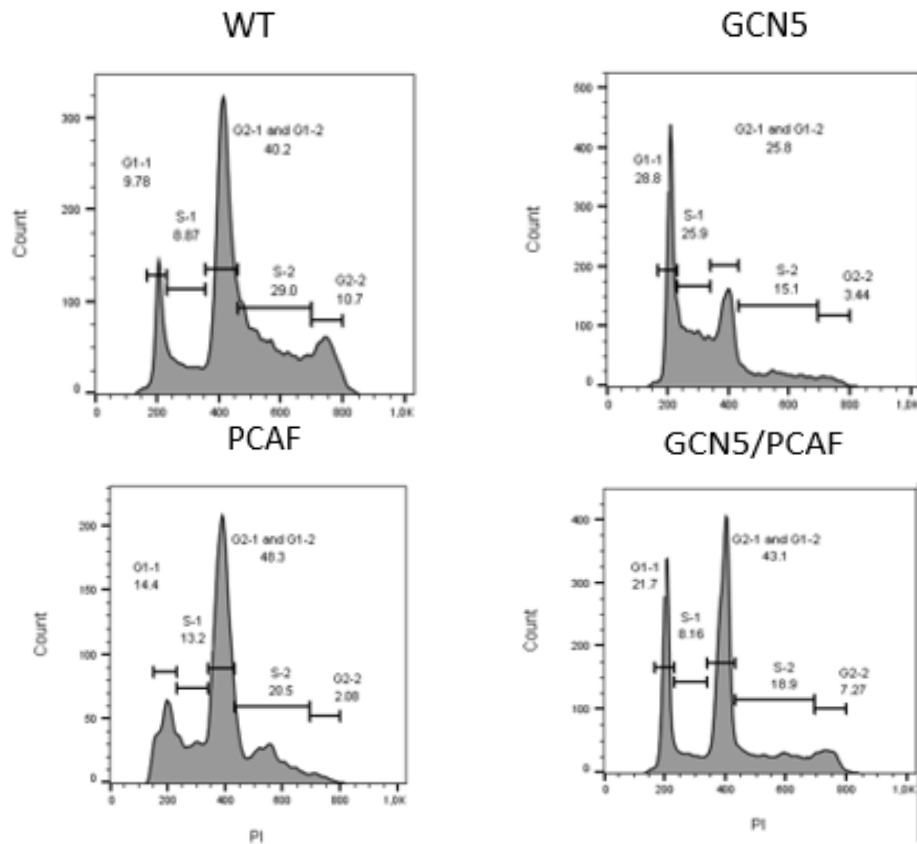 WT
GCN5
G2-1 and G1-2
40.2
G1-1
9.78
S-1
8.87
S-2
29.0
G2-2
10.7
300
200
100
0
Count
0 200 400 600 800 1,0K
G2-1 and G1-2
25.8
G1-1
28.8
S-1
25.9
S-2
15.1
G2-2
3.44
500
400
300
200
100
0
Count
0 200 400 600 800 1,0K
PCAF
GCN5/PCAF
G2-1 and G1-2
48.3
G1-1
14.4
S-1
13.2
S-2
20.5
G2-2
2.08
200
150
100
50
0
Count
0 200 400 600 800 1,0K
PI
G2-1 and G1-2
43.1
G1-1
21.7
S-1
8.16
S-2
18.9
G2-2
7.27
400
300
200
100
0
Count
0 200 400 600 800 1,0K
PI